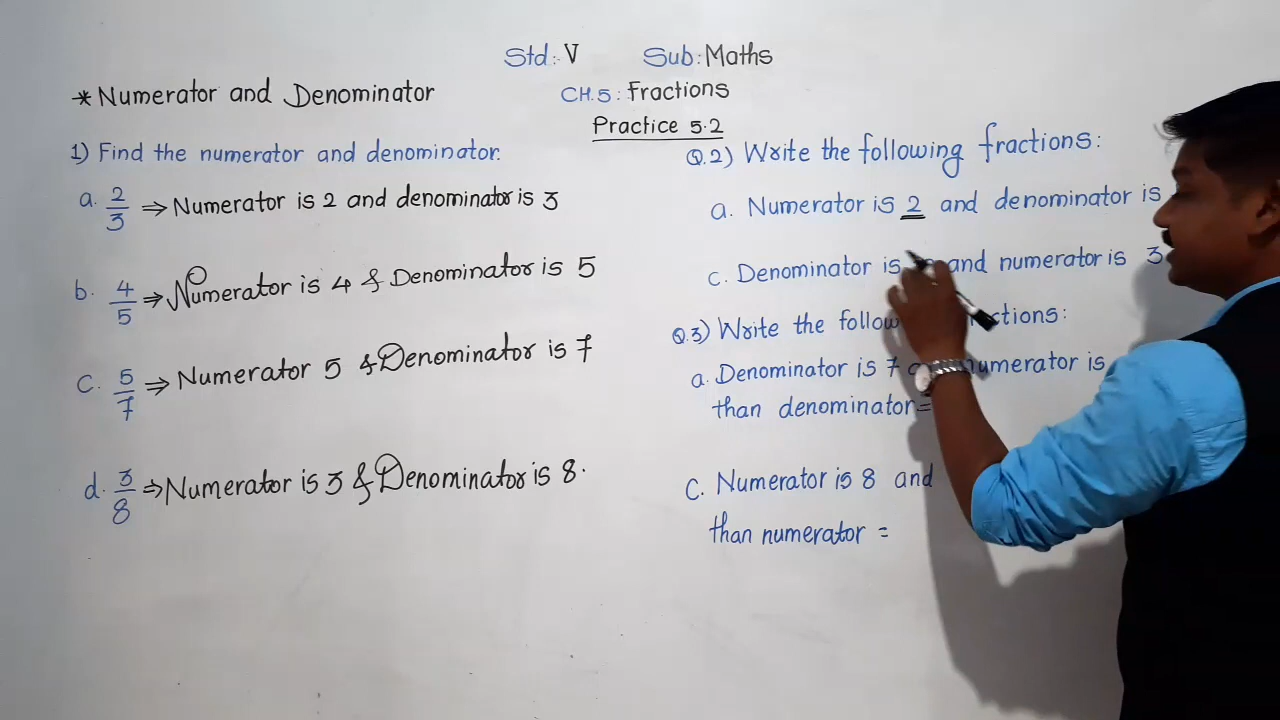 Std: V Sub: Maths
* Numerator and Denominator
CH.5: Fractions
Practice 5.2
1) Find the numerator and denominator.
a. 2/3 ⇒ Numerator is 2 and denominator is 3
b. 4/5 ⇒ Numerator is 4 & Denominator is 5
C. 5/7 ⇒ Numerator 5 & Denominator is 7
d. 3/8 ⇒ Numerator is 3 & Denominator is 8.
Q.2) Write the following fractions:
a. Numerator is 2 and denominator is
c. Denominator is and numerator is 3
Q.3) Write the
a. Denominator is 7 numerator is
than denominator =
C. Numerator is 8 and
than numerator =